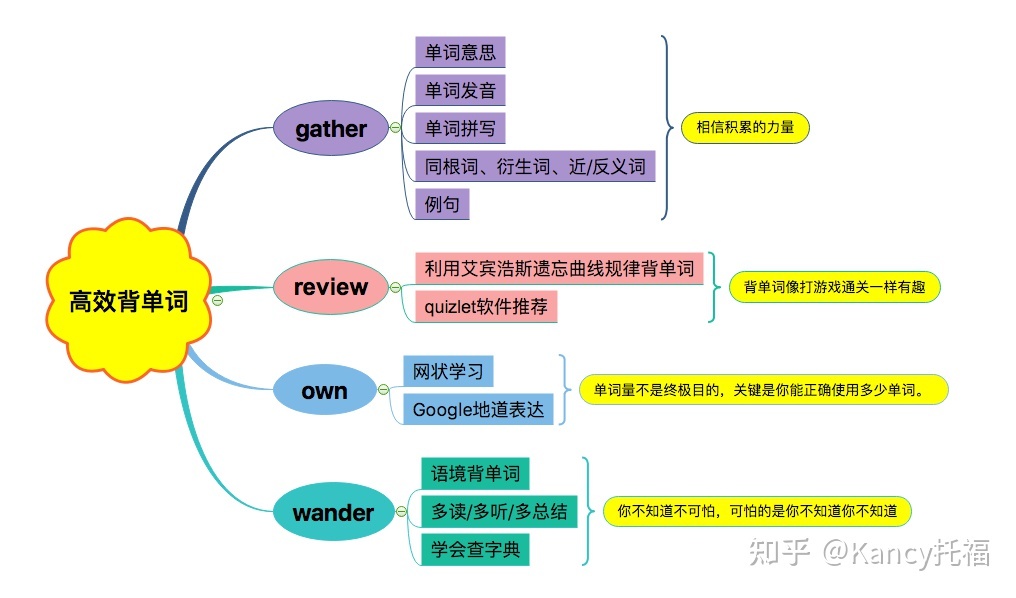 高效背单词
gather
单词意思
单词发音
单词拼写
同根词、衍生词、近/反义词
例句
相信积累的力量
review
利用艾宾浩斯遗忘曲线规律背单词
quizlet软件推荐
背单词像打游戏通关一样有趣
own
网状学习
Google地道表达
单词量不是终极目的，关键是你能正确使用多少单词。
wander
语境背单词
多读/多听/多总结
学会查字典
你不知道不可怕，可怕的是你不知道你不知道
知乎 @Kancy托福